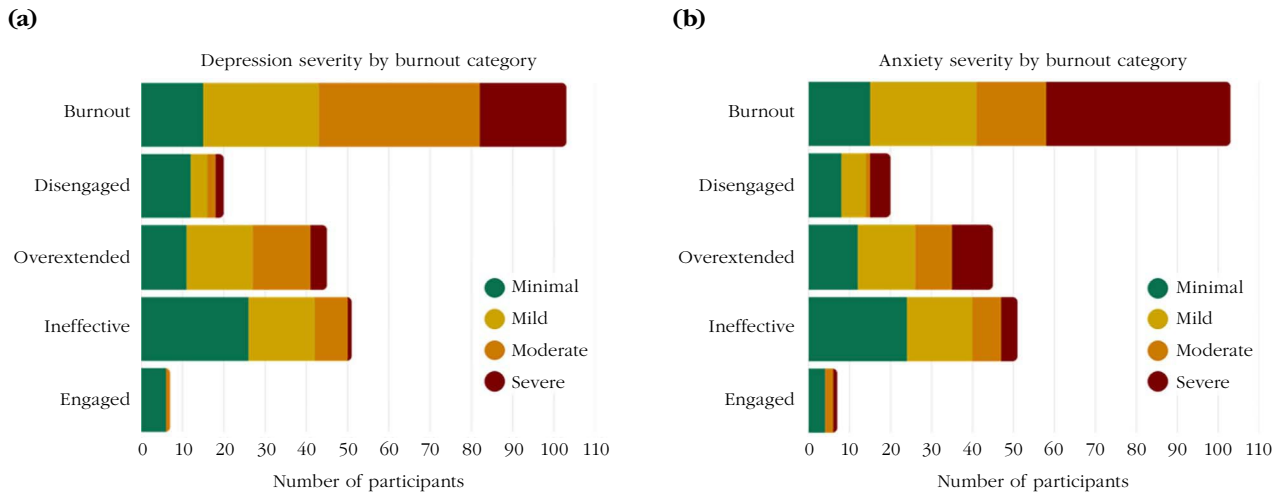 (a)
Depression severity by burnout category
Burnout
Disengaged
Overextended
Ineffective
Engaged
Minimal
Mild
Moderate
Severe
0 10 20 30 40 50 60 70 80 90 100 110
Number of participants
(b)
Anxiety severity by burnout category
Burnout
Disengaged
Overextended
Ineffective
Engaged
Minimal
Mild
Moderate
Severe
0 10 20 30 40 50 60 70 80 90 100 110
Number of participants